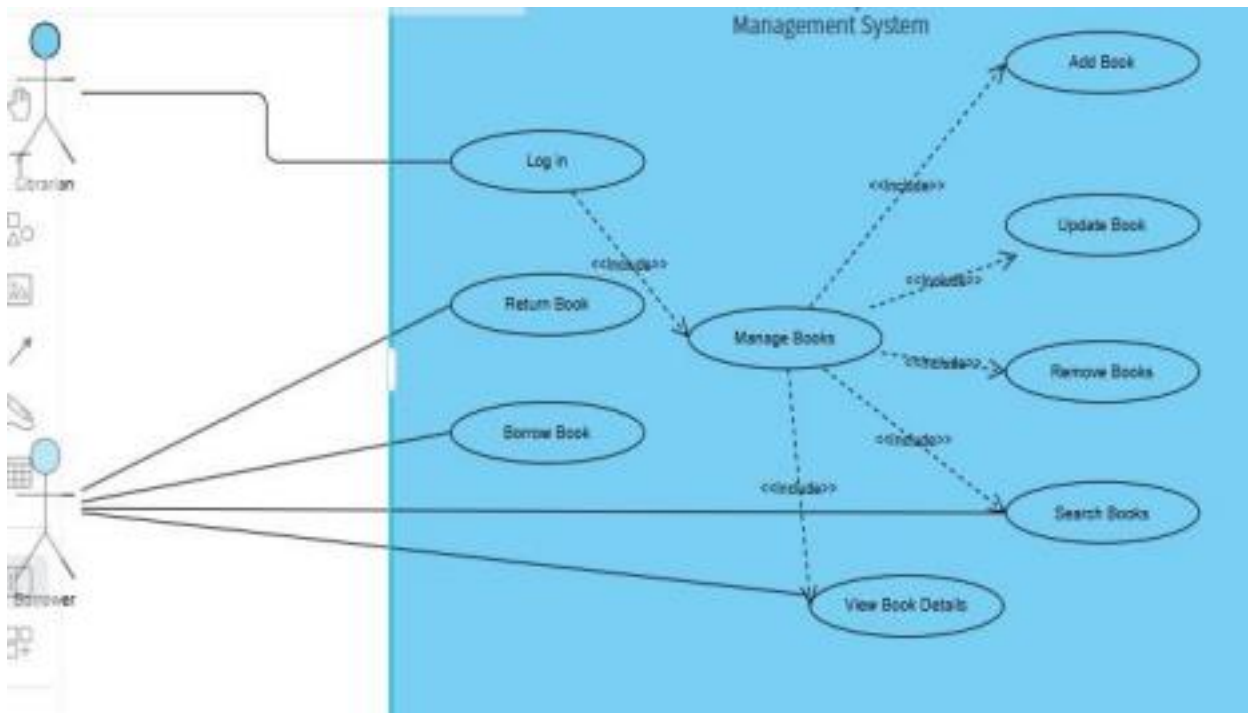 Management System
Add Book
Log in
<<Include>>
Update Book
<<Include>>
<<Include>>
Return Book
Manage Books
<<Include>>
Remove Books
Borrow Book
<<Include>>
<<Include>>
Search Books
View Book Details
Librarian
Borrower